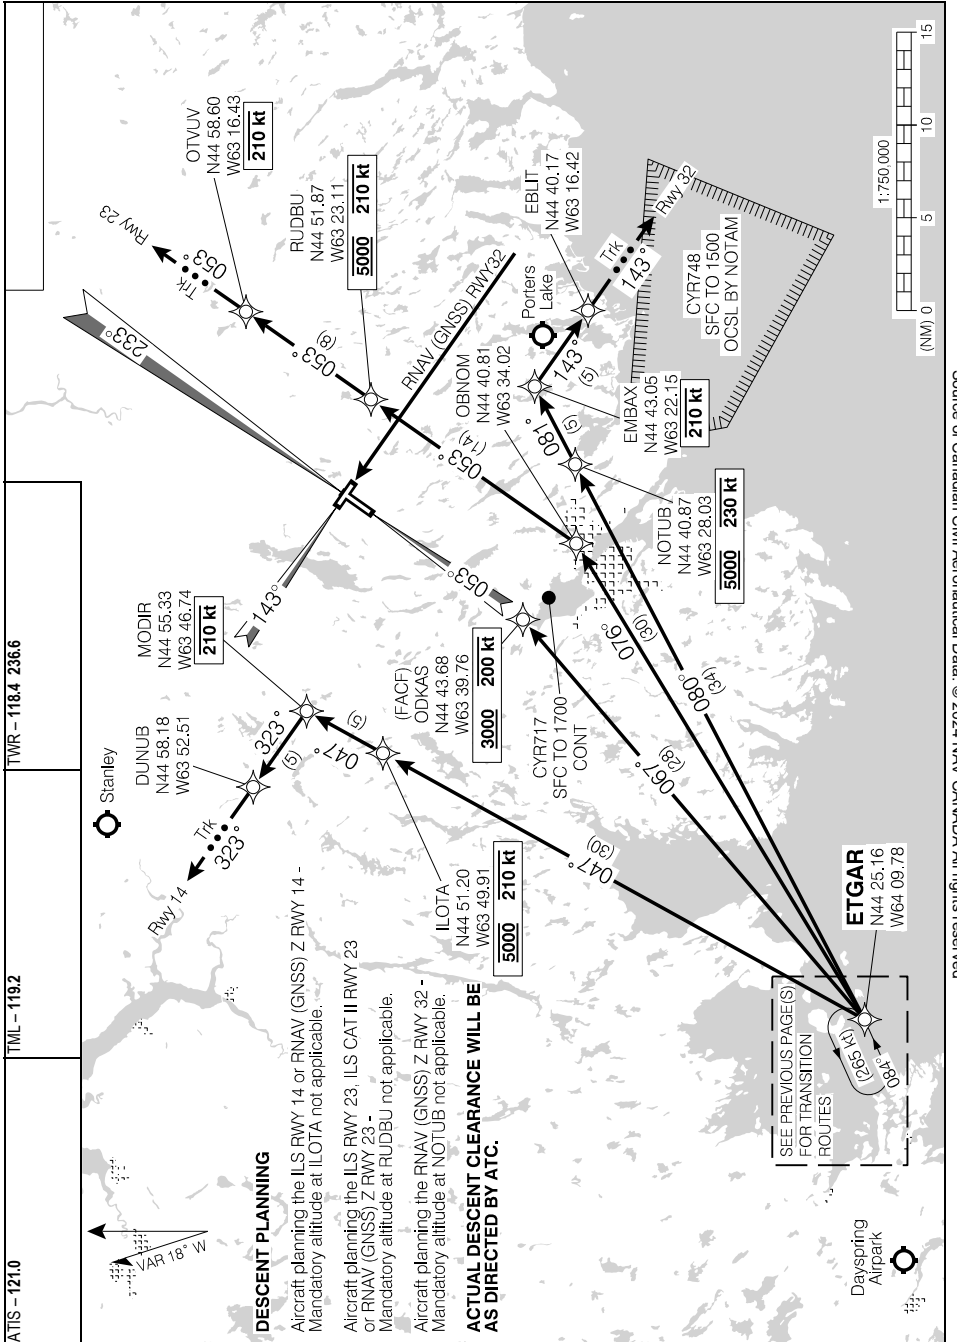 ATIS – 121.0
TML – 119.2
TWR – 118.4 236.6
VAR 18° W
DESCENT PLANNING
Aircraft planning the ILS RWY 14 or RNAV (GNSS) Z RWY 14 -
Mandatory altitude at ILOTA not applicable.
Aircraft planning the ILS RWY 23, ILS CAT II RWY 23
or RNAV (GNSS) Z RWY 23 -
Mandatory altitude at RUDBU not applicable.
Aircraft planning the RNAV (GNSS) Z RWY 32 -
Mandatory altitude at NOTUB not applicable.
ACTUAL DESCENT CLEARANCE WILL BE
AS DIRECTED BY ATC.
Stanley
Rwy 14
Trk
323°
DUNUB
N44 58.18
W63 52.51
323°
(5)
MODIR
N44 55.33
W63 46.74
210 kt
047°
(5)
ILOTA
N44 51.20
W63 49.91
5000 210 kt
047°
(30)
143°
233°
053°
(FACF)
ODKAS
N44 43.68
W63 39.76
3000 200 kt
CYR717
SFC TO 1700
CONT
067°
(28)
076°
(30)
080°
(34)
Rwy 23
Trk
053°
OTVUV
N44 58.60
W63 16.43
210 kt
053°
(8)
RUDBU
N44 51.87
W63 23.11
5000 210 kt
RNAV (GNSS) RWY32
053°
(14)
OBNOM
N44 40.81
W63 34.02
Porters
Lake
EBLIT
N44 40.17
W63 16.42
Trk
143°
Rwy 32
143°
(5)
081°
(5)
EMBAX
N44 43.05
W63 22.15
210 kt
NOTUB
N44 40.87
W63 28.03
5000 230 kt
CYR748
SFC TO 1500
OCSL BY NOTAM
SEE PREVIOUS PAGE(S)
FOR TRANSITION
ROUTES
(265 kt)
084°
ETGAR
N44 25.16
W64 09.78
Dayspring
Airpark
1:750,000
(NM) 0 5 10 15
Source of Canadian Civil Aeronautical Data: © 2024 NAV CANADA All rights reserved